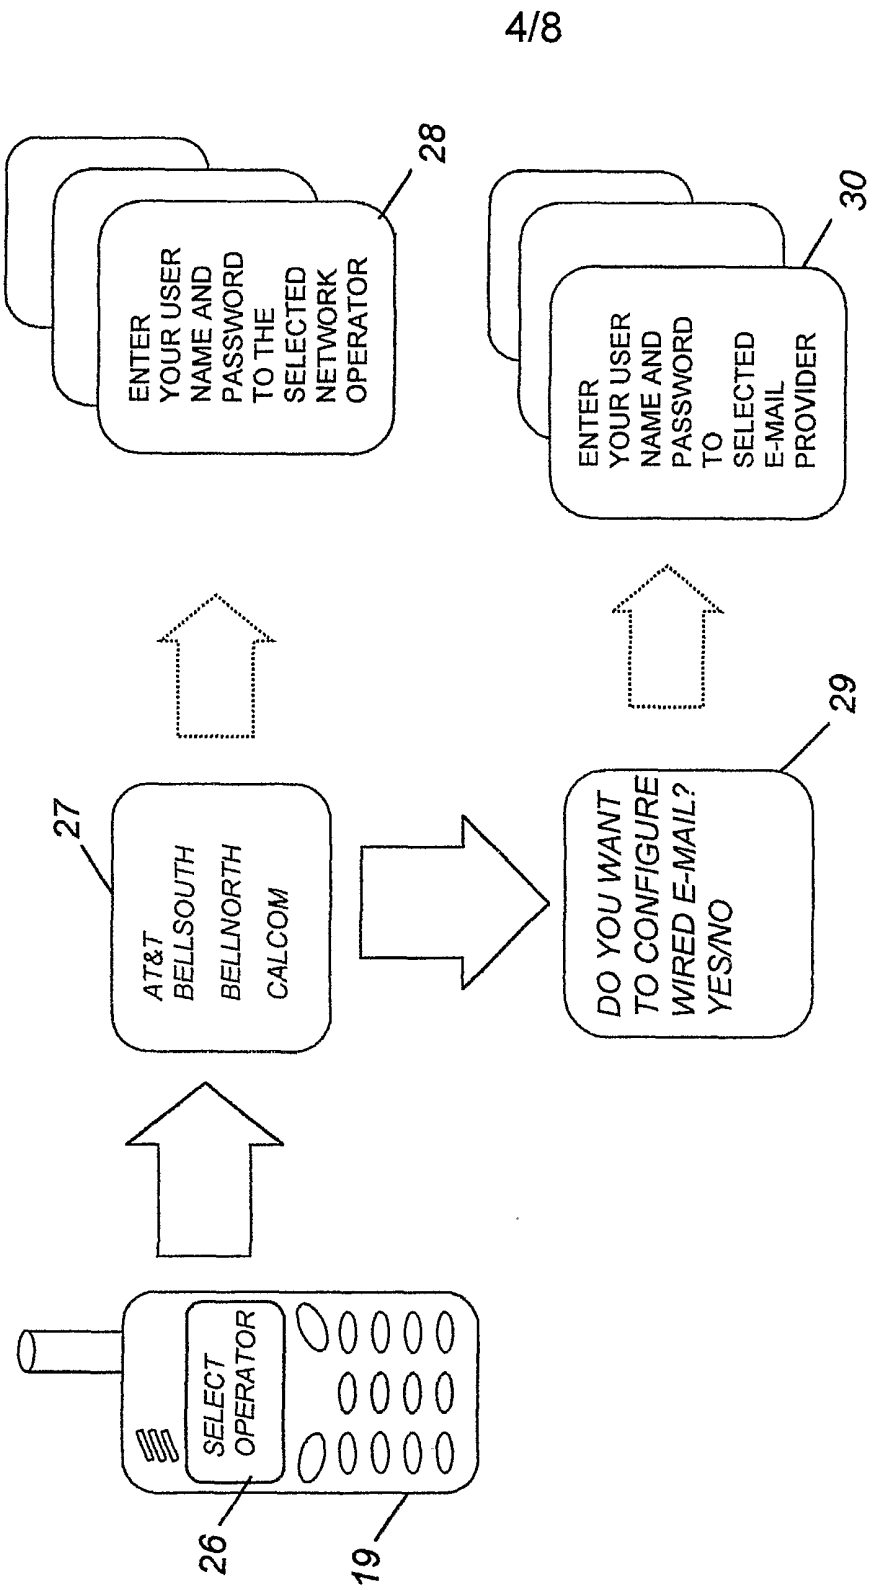 4/8
26
SELECT
OPERATOR
19
27
AT&T
BELLSOUTH
BELLNORTH
CALCOM
ENTER
YOUR USER
NAME AND
PASSWORD
TO THE
SELECTED
NETWORK
OPERATOR
28
DO YOU WANT
TO CONFIGURE
WIRED E-MAIL?
YES/NO
29
ENTER
YOUR USER
NAME AND
PASSWORD
TO
SELECTED
E-MAIL
PROVIDER
30